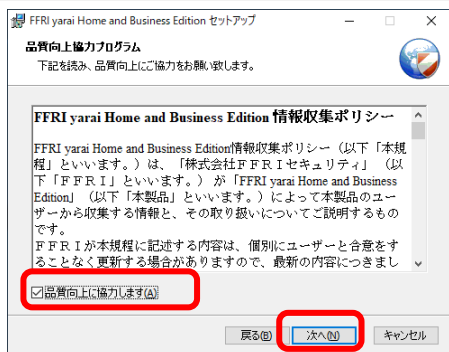 FFRI yarai Home and Business Edition セットアップ
品質向上協力プログラム
下記を読み、品質向上にご協力をお願い致します。
FFRI yarai Home and Business Edition 情報収集ポリシー
FFRI yarai Home and Business Edition情報収集ポリシー（以下「本規
程」といいます。）は、「株式会社ＦＦＲＩセキュリティ」（以
下「ＦＦＲＩ」といいます。）が「FFRI yarai Home and Business
Edition」（以下「本製品」といいます。）によって本製品のユー
ザーから収集する情報と、その取り扱いについてご説明するもの
です。
ＦＦＲＩが本規程に記述する内容は、個別にユーザーと合意をす
ることなく更新する場合がありますので、最新の内容につきまし
品質向上に協力します(A)
戻る(B)
次へ(N)
キャンセル